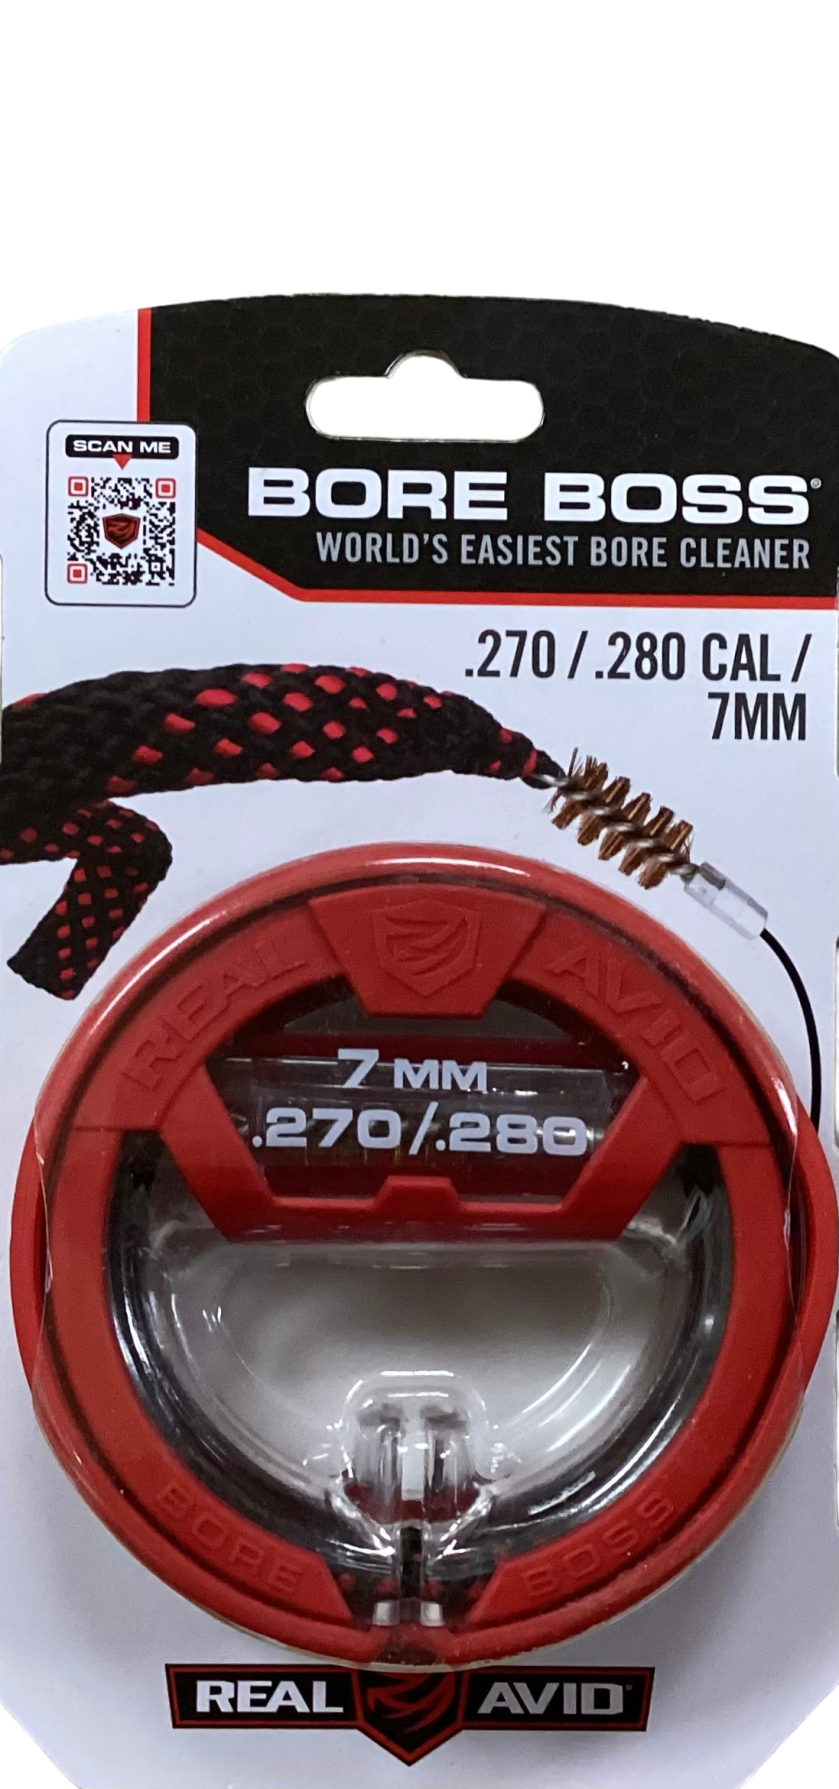 SCAN ME
BORE BOSS®
WORLD'S EASIEST BORE CLEANER
.270 / .280 CAL /
7MM
REAL AVID
7 MM
.270/.280
BORE BOSS
REAL AVID